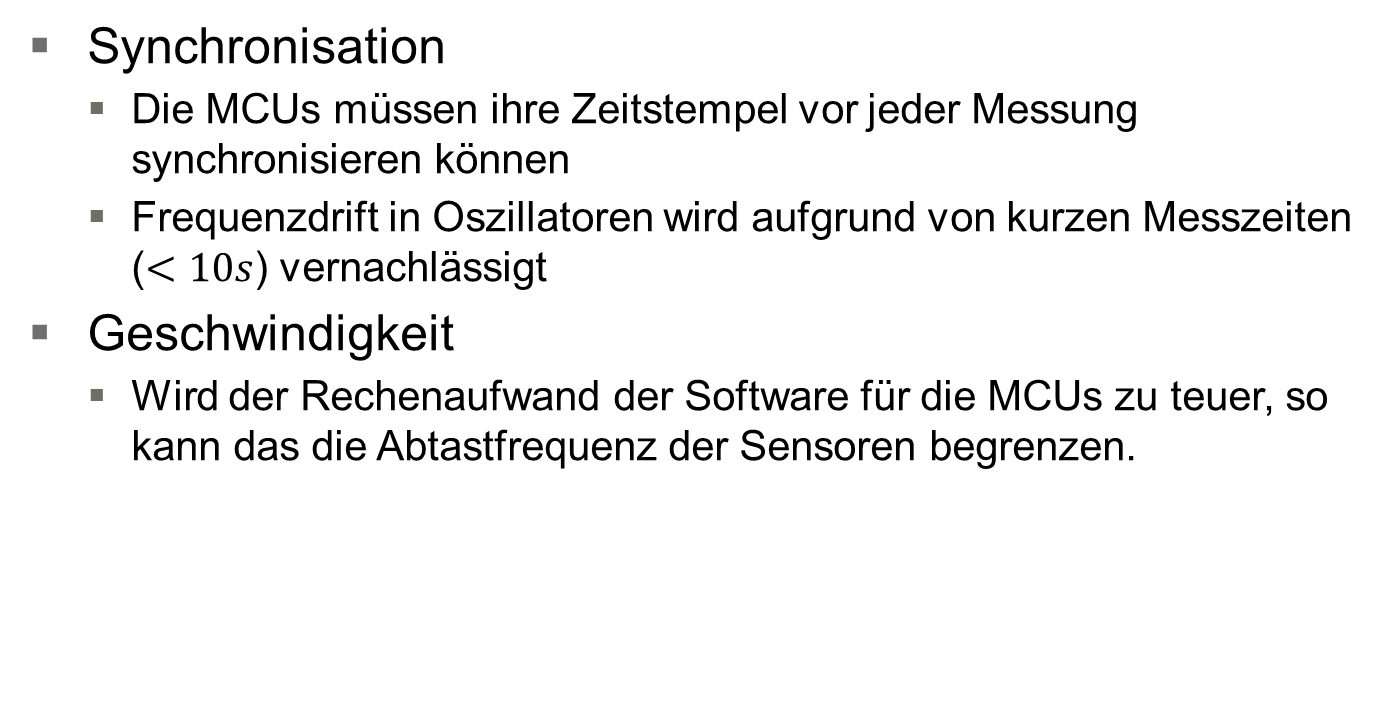 ▪ Synchronisation
▪ Die MCUs müssen ihre Zeitstempel vor jeder Messung
synchronisieren können
▪ Frequenzdrift in Oszillatoren wird aufgrund von kurzen Messzeiten
(< 10s) vernachlässigt
▪ Geschwindigkeit
▪ Wird der Rechenaufwand der Software für die MCUs zu teuer, so
kann das die Abtastfrequenz der Sensoren begrenzen.